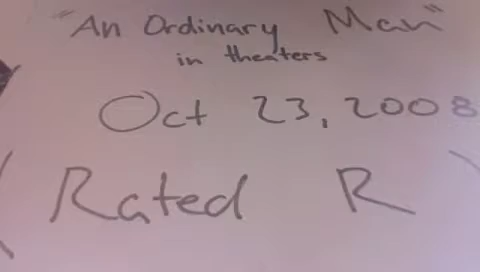 "An Ordinary Man"
in theaters
Oct 23, 2008
(Rated R)